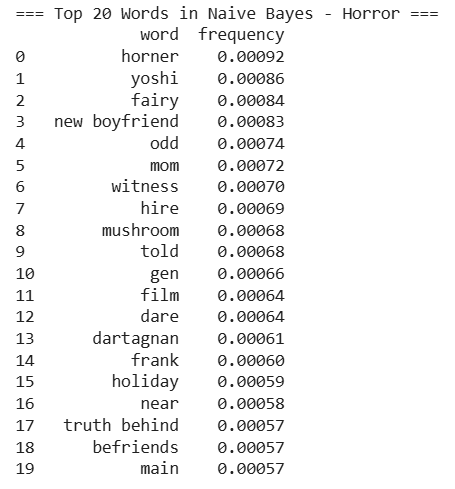 === Top 20 Words in Naive Bayes - Horror ===
word frequency
0 horner 0.00092
1 yoshi 0.00086
2 fairy 0.00084
3 new boyfriend 0.00083
4 odd 0.00074
5 mom 0.00072
6 witness 0.00070
7 hire 0.00069
8 mushroom 0.00068
9 told 0.00068
10 gen 0.00066
11 film 0.00064
12 dare 0.00064
13 dartagnan 0.00061
14 frank 0.00060
15 holiday 0.00059
16 near 0.00058
17 truth behind 0.00057
18 befriends 0.00057
19 main 0.00057